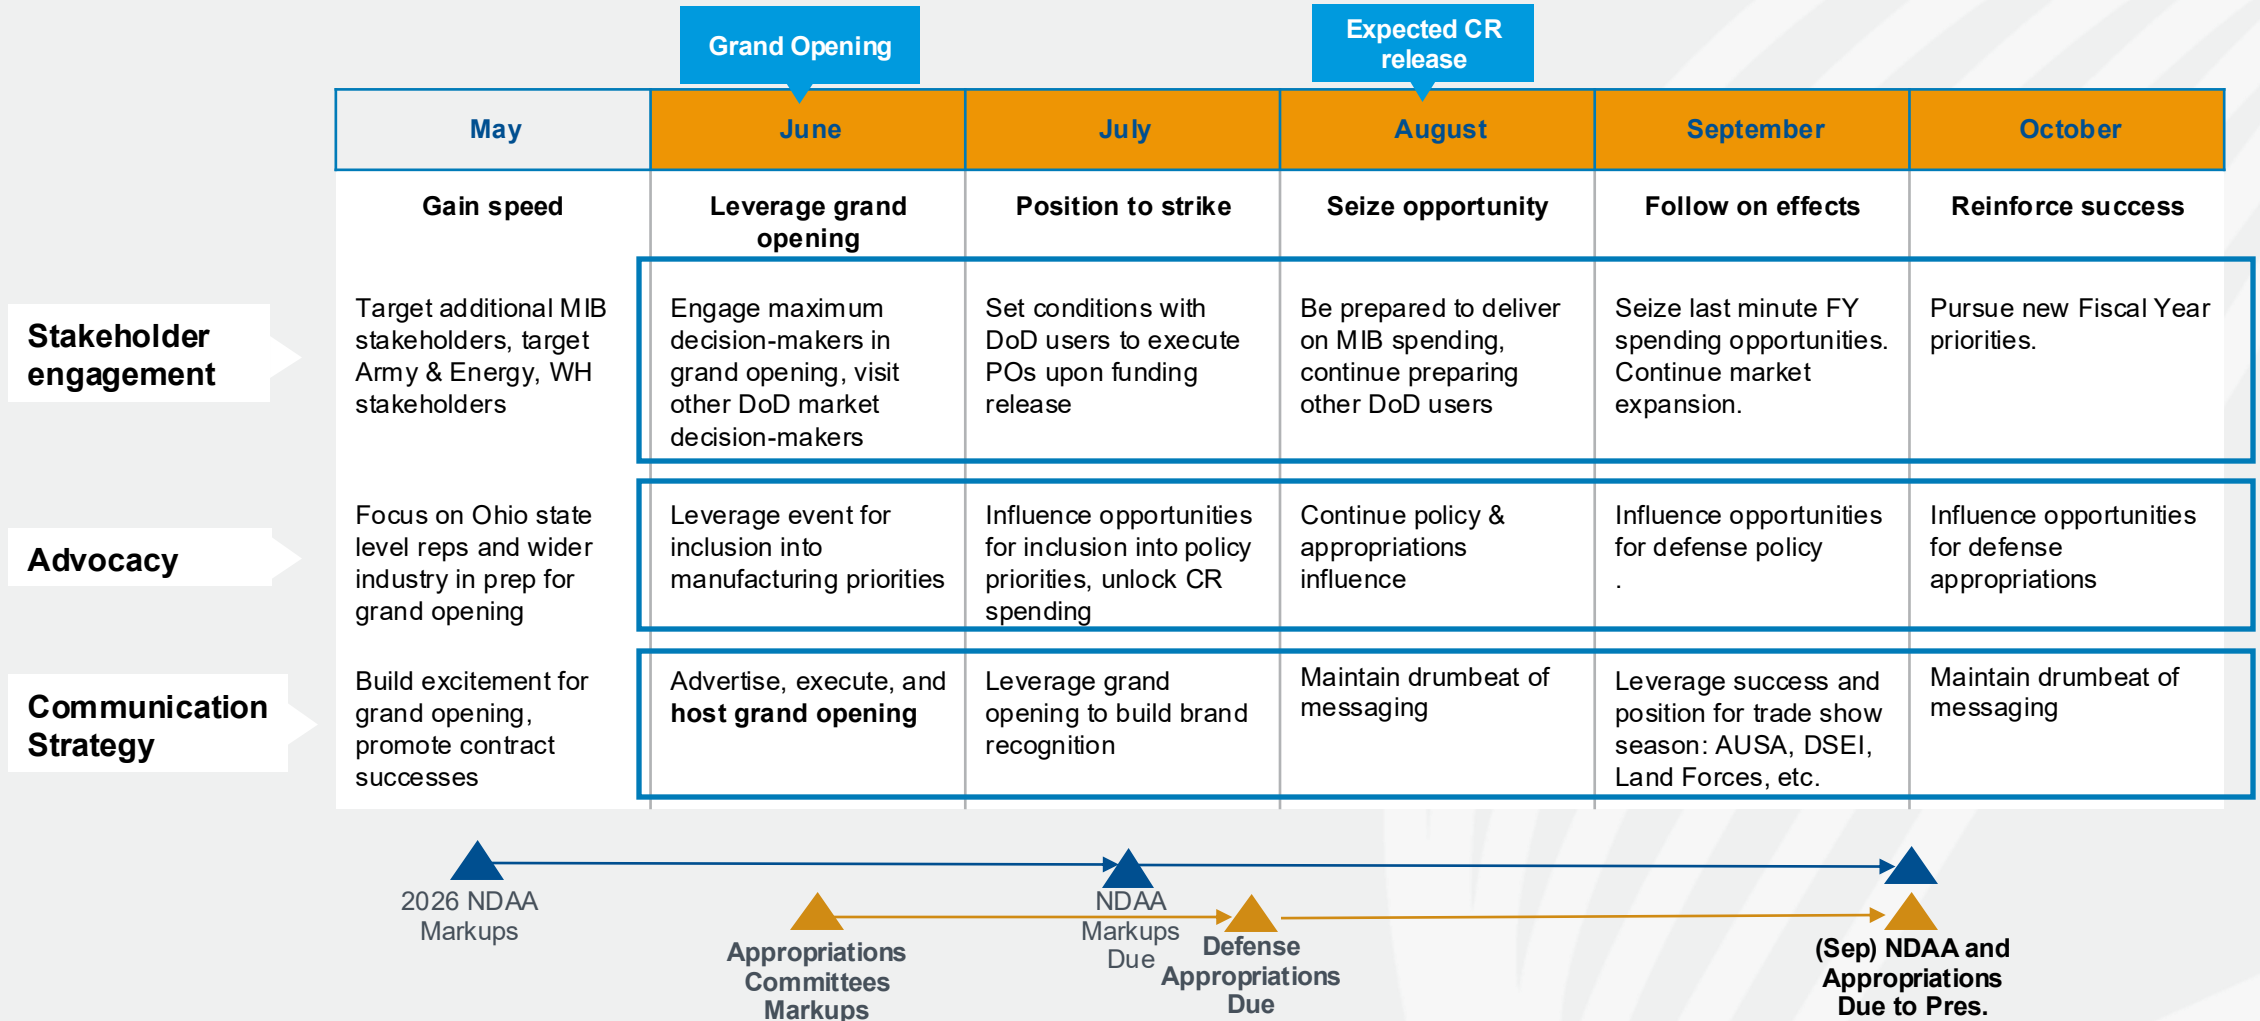 Grand Opening
Expected CR
release
May
June
July
August
September
October
Gain speed
Leverage grand
opening
Position to strike
Seize opportunity
Follow on effects
Reinforce success
Stakeholder
engagement
Target additional MIB
stakeholders, target
Army & Energy, WH
stakeholders
Engage maximum
decision-makers in
grand opening, visit
other DoD market
decision-makers
Set conditions with
DoD users to execute
POs upon funding
release
Be prepared to deliver
on MIB spending,
continue preparing
other DoD users
Seize last minute FY
spending opportunities.
Continue market
expansion.
Pursue new Fiscal Year
priorities.
Advocacy
Focus on Ohio state
level reps and wider
industry in prep for
grand opening
Leverage event for
inclusion into
manufacturing priorities
Influence opportunities
for inclusion into policy
priorities, unlock CR
spending
Continue policy &
appropriations
influence
Influence opportunities
for defense policy
.
Influence opportunities
for defense
appropriations
Communication
Strategy
Build excitement for
grand opening,
promote contract
successes
Advertise, execute, and
host grand opening
Leverage grand
opening to build brand
recognition
Maintain drumbeat of
messaging
Leverage success and
position for trade show
season: AUSA, DSEI,
Land Forces, etc.
Maintain drumbeat of
messaging
2026 NDAA
Markups
Appropriations
Committees
Markups
NDAA
Markups
Due
Defense
Appropriations
Due
(Sep) NDAA and
Appropriations
Due to Pres.